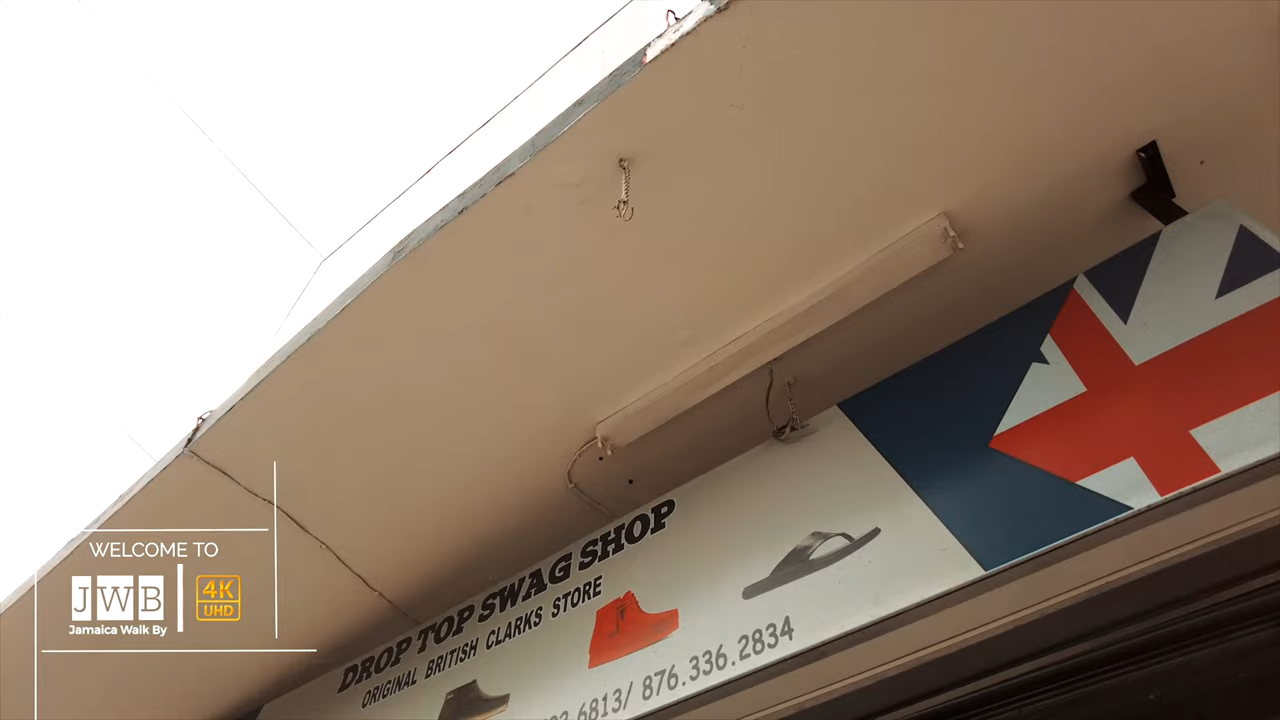 DROP TOP SWAG SHOP
ORIGINAL BRITISH CLARKS STORE
6813/ 876.336.2834
WELCOME TO
JWB
Jamaica Walk By
4K
UHD